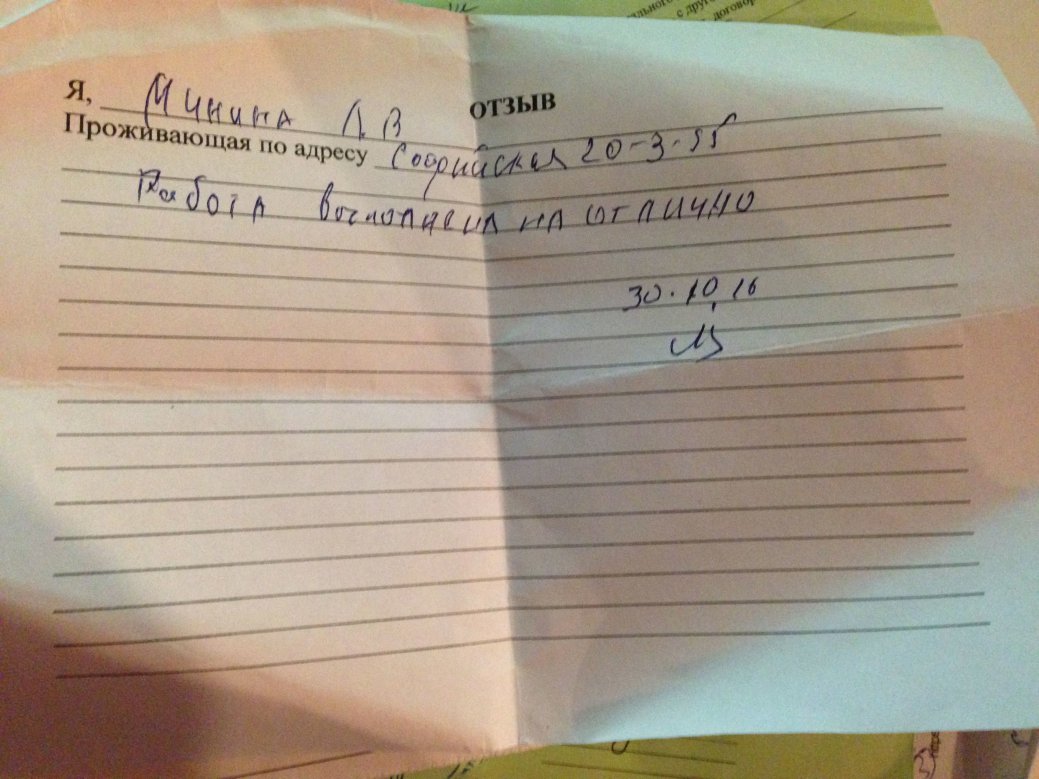 ОТЗЫВ
Я, Минина Л В
Проживающая по адресу Софийская 20-3-55
Работа выполнена на отлично
30.10.16